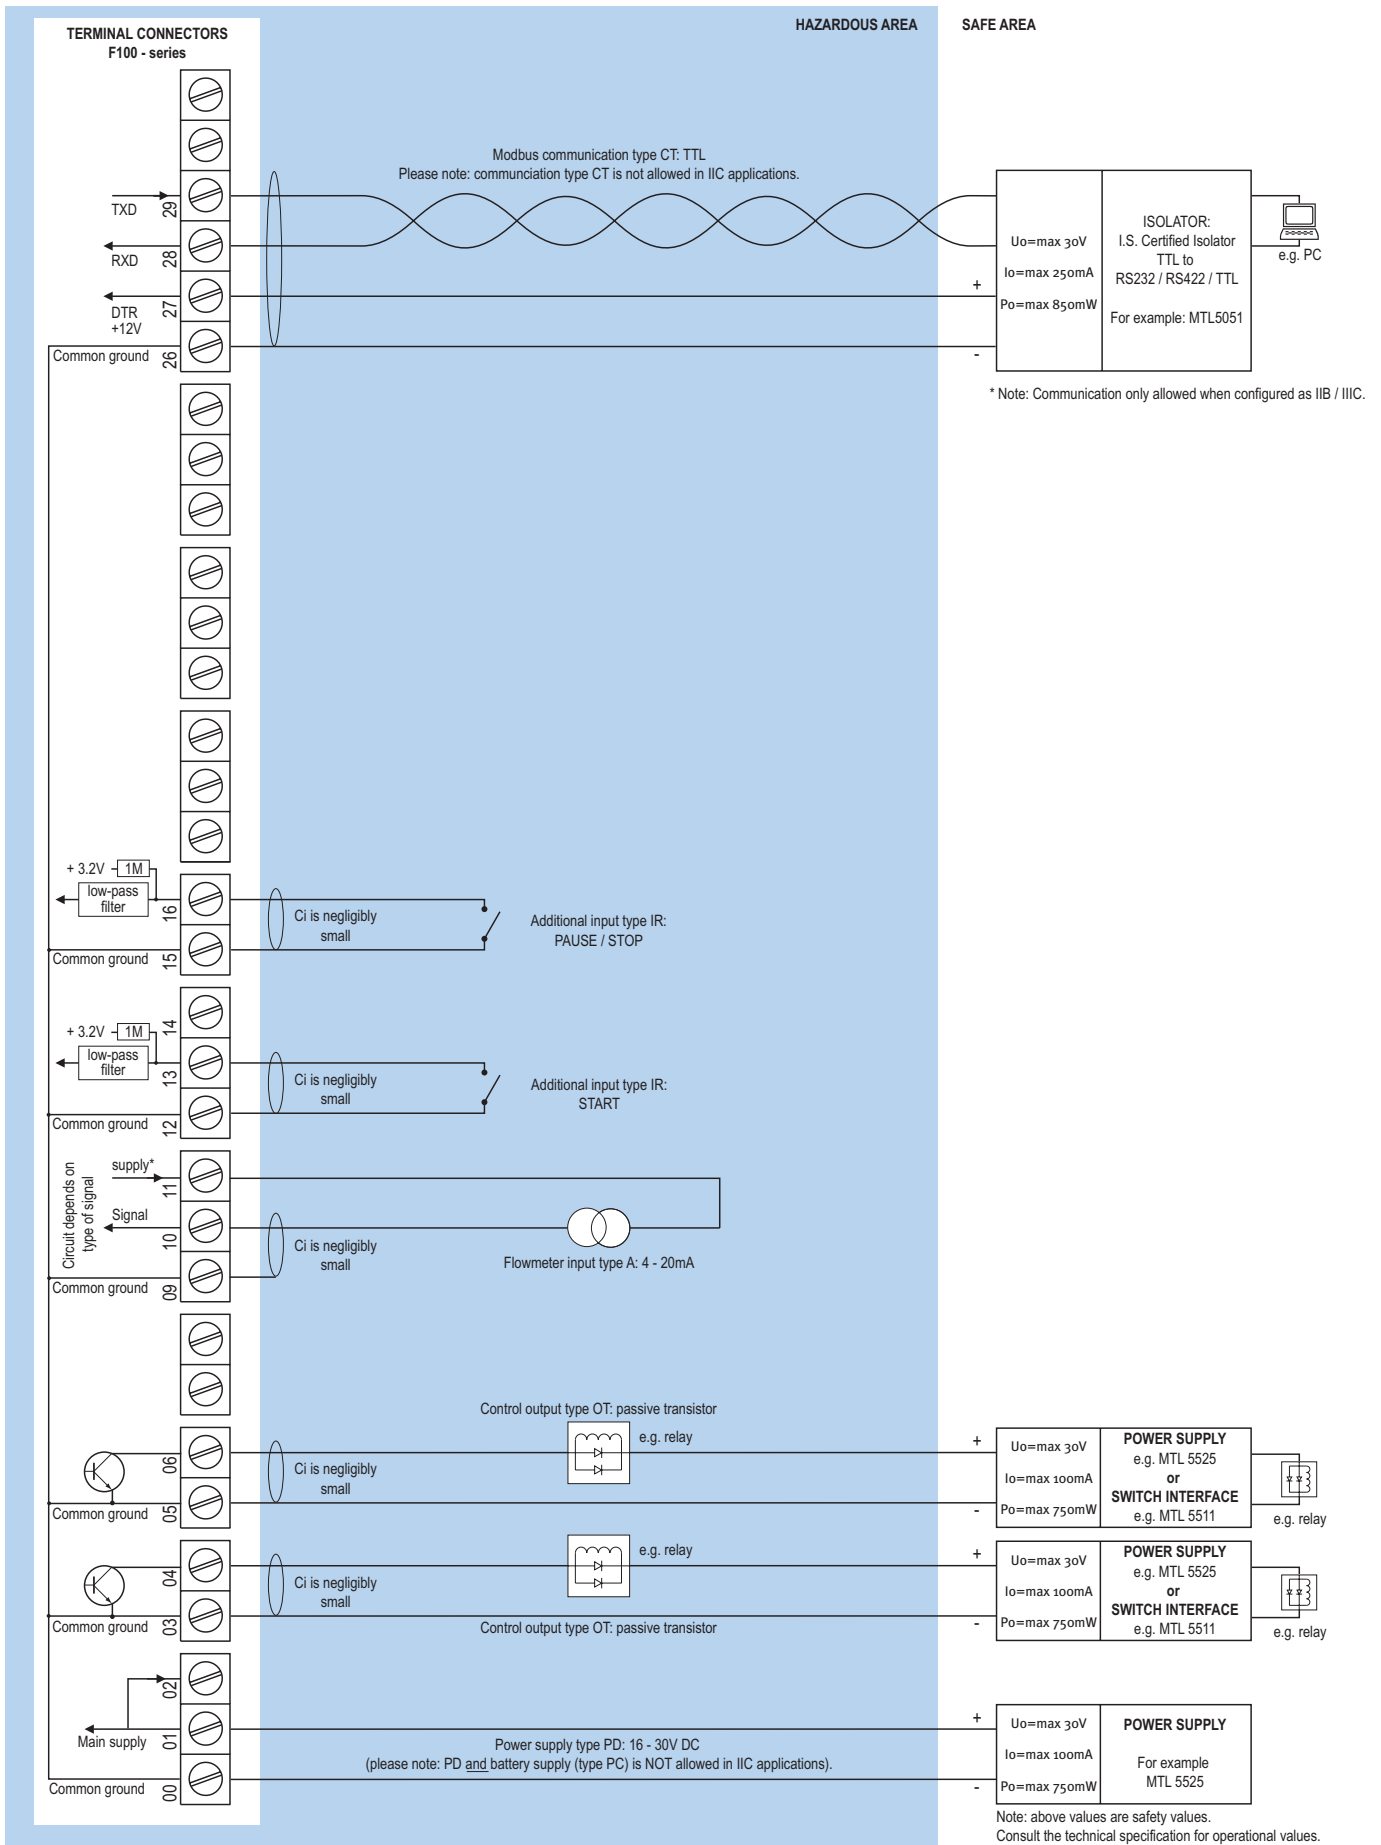 HAZARDOUS AREA
SAFE AREA
TERMINAL CONNECTORS
F100 - series
Modbus communication type CT: TTL
Please note: communciation type CT is not allowed in IIC applications.
TXD
29
RXD
28
DTR
+12V
27
Common ground
26
+
-
Uo=max 30V
Io=max 250mA
Po=max 850mW
ISOLATOR:
I.S. Certified Isolator
TTL to
RS232 / RS422 / TTL
For example: MTL5051
e.g. PC
* Note: Communication only allowed when configured as IIB / IIIC.
+ 3.2V
1M
low-pass
filter
16
Common ground
15
Ci is negligibly
small
Additional input type IR:
PAUSE / STOP
14
+ 3.2V
1M
low-pass
filter
13
Common ground
12
Ci is negligibly
small
Additional input type IR:
START
Circuit depends on
type of signal
supply*
11
Signal
10
Common ground
09
Ci is negligibly
small
Flowmeter input type A: 4 - 20mA
Control output type OT: passive transistor
e.g. relay
06
Common ground
05
Ci is negligibly
small
+
-
Uo=max 30V
Io=max 100mA
Po=max 750mW
POWER SUPPLY
e.g. MTL 5525
or
SWITCH INTERFACE
e.g. MTL 5511
e.g. relay
e.g. relay
04
Common ground
03
Ci is negligibly
small
Control output type OT: passive transistor
+
-
Uo=max 30V
Io=max 100mA
Po=max 750mW
POWER SUPPLY
e.g. MTL 5525
or
SWITCH INTERFACE
e.g. MTL 5511
e.g. relay
02
Main supply
01
Common ground
00
Power supply type PD: 16 - 30V DC
(please note: PD and battery supply (type PC) is NOT allowed in IIC applications).
+
-
Uo=max 30V
Io=max 100mA
Po=max 750mW
POWER SUPPLY
For example
MTL 5525
Note: above values are safety values.
Consult the technical specification for operational values.